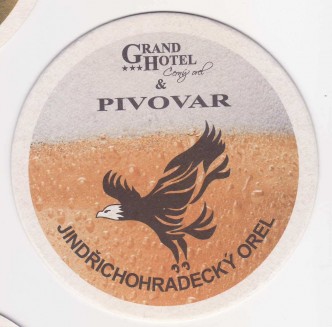 GRAND
★★★HOTEL
Černý orel
&
PIVOVAR
JINDŘICHOHRADECKÝ OREL